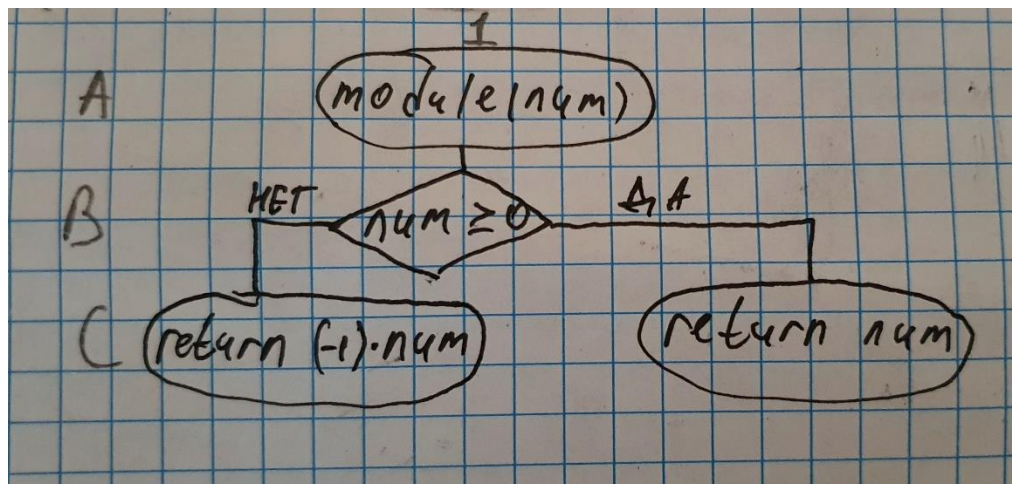 1
A module(num)
НЕТ ДА
B num ≥ 0
C return (-1)·num return num